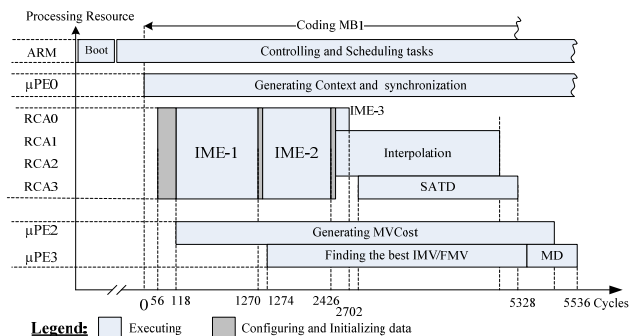 Processing Resource
Coding MB1
ARM
Boot
Controlling and Scheduling tasks
µPE0
Generating Context and synchronization
RCA0
IME-3
RCA1
IME-1
IME-2
Interpolation
RCA2
RCA3
SATD
µPE2
Generating MVCost
µPE3
Finding the best IMV/FMV
MD
0 56 118 1270 1274 2426 2702 5328 5536 Cycles
Legend: Executing Configuring and Initializing data